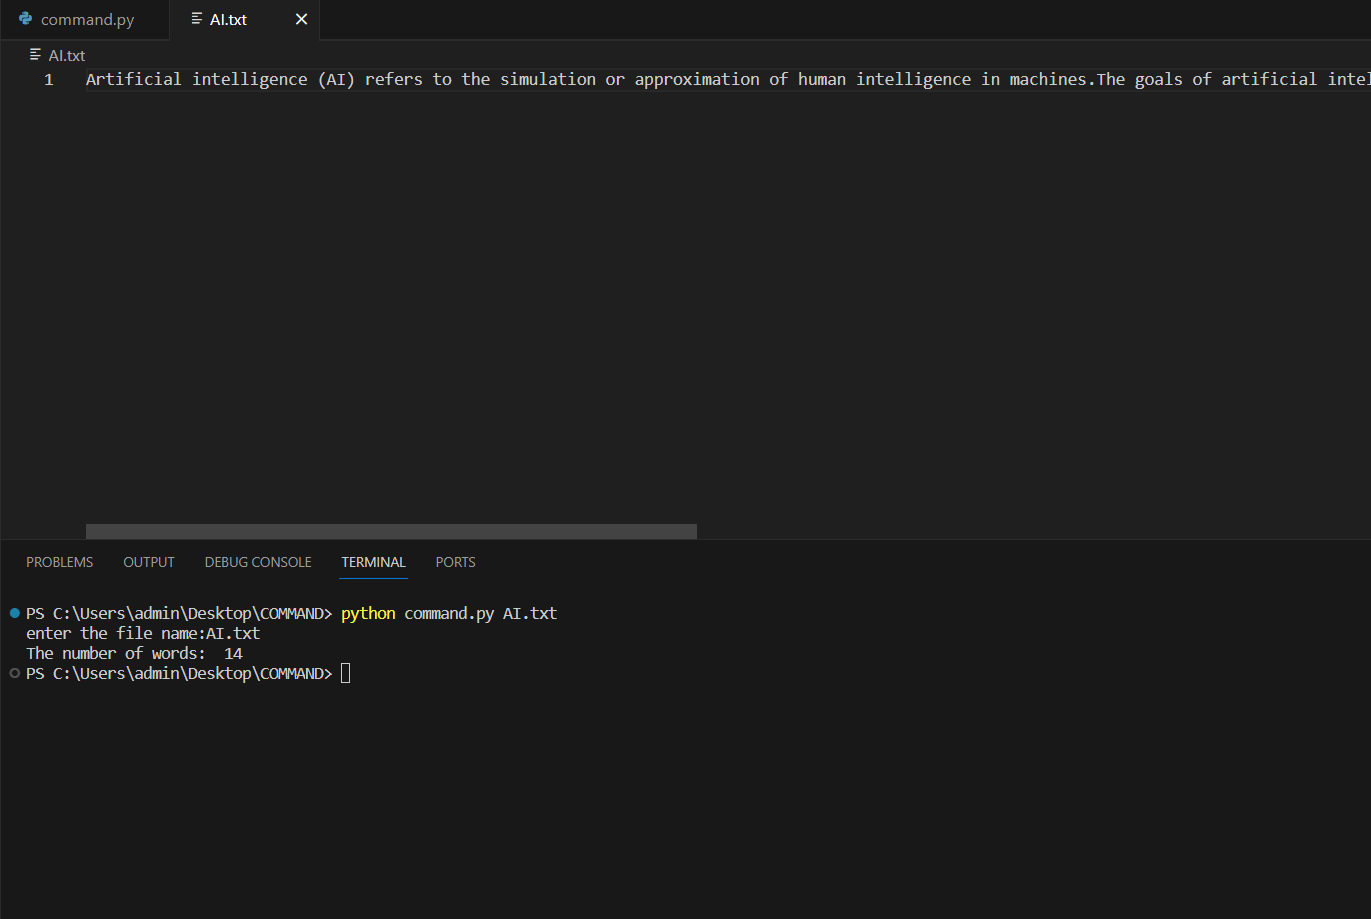 command.py
AI.txt
AI.txt
1 Artificial intelligence (AI) refers to the simulation or approximation of human intelligence in machines.The goals of artificial intel
PROBLEMS OUTPUT DEBUG CONSOLE TERMINAL PORTS
PS C:\Users\admin\Desktop\COMMAND> python command.py AI.txt
enter the file name:AI.txt
The number of words:  14
PS C:\Users\admin\Desktop\COMMAND>